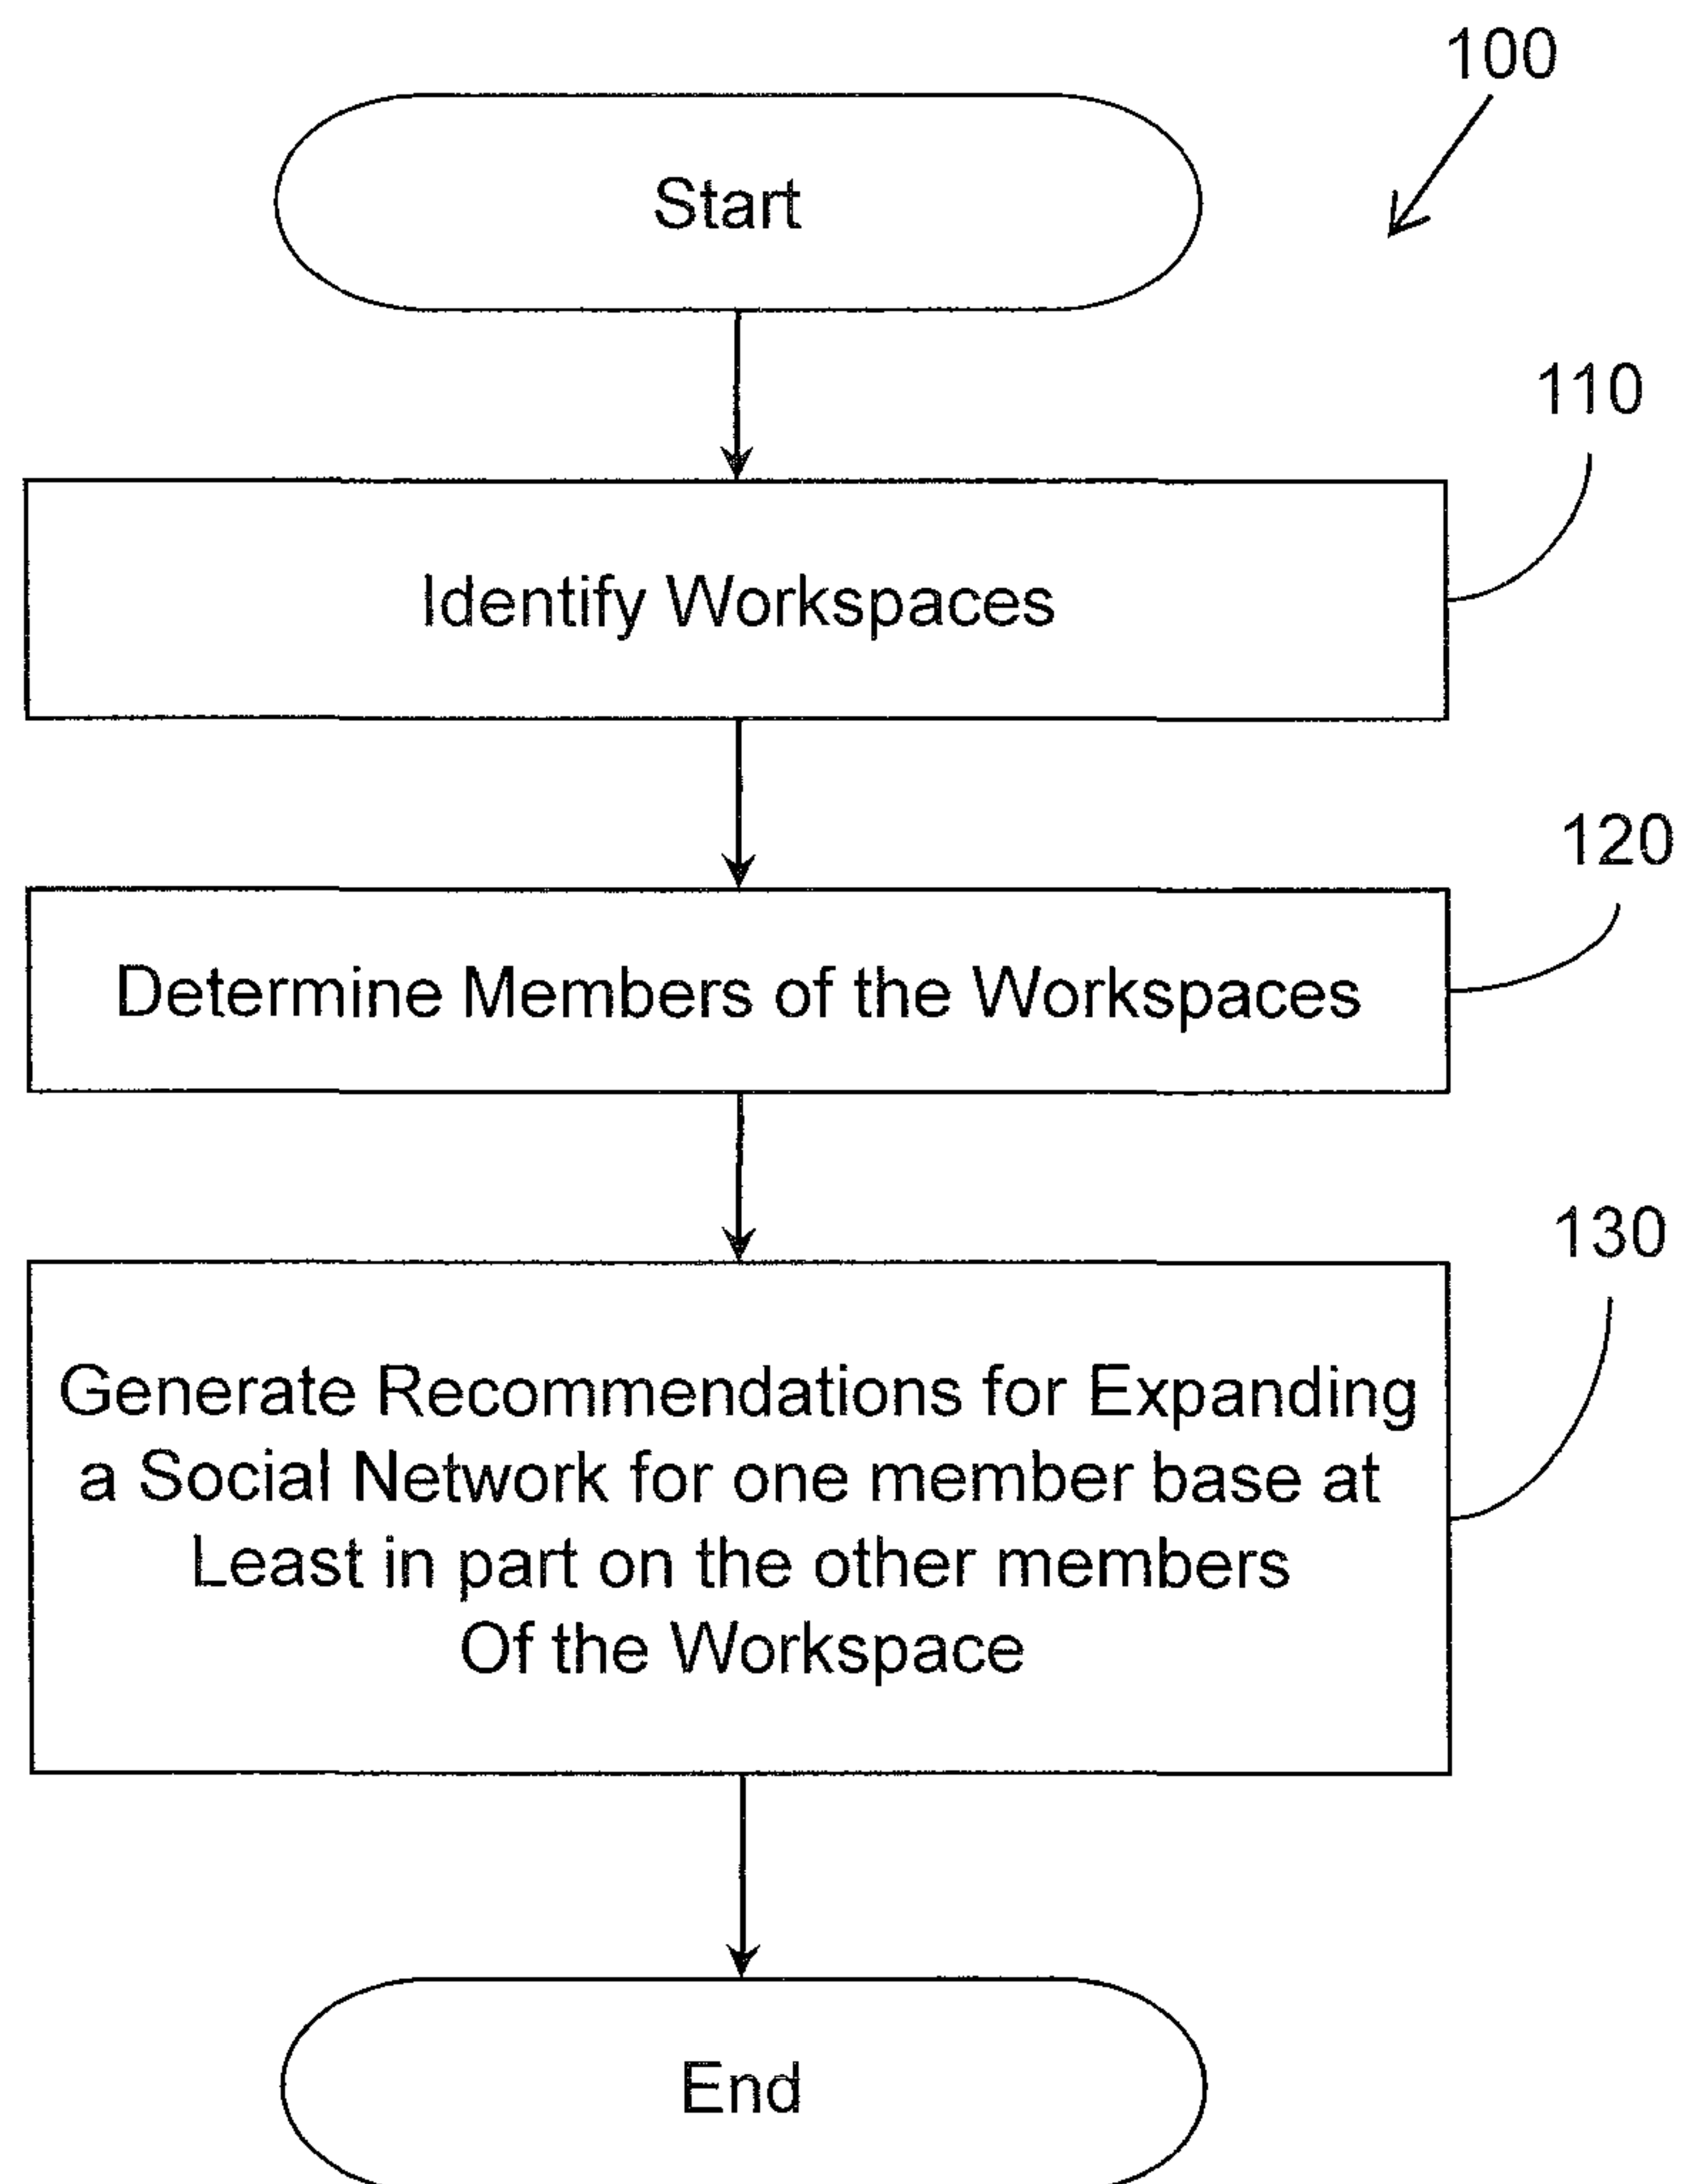 100
Start
110
Identify Workspaces
120
Determine Members of the Workspaces
130
Generate Recommendations for Expanding
a Social Network for one member base at
Least in part on the other members
Of the Workspace
End